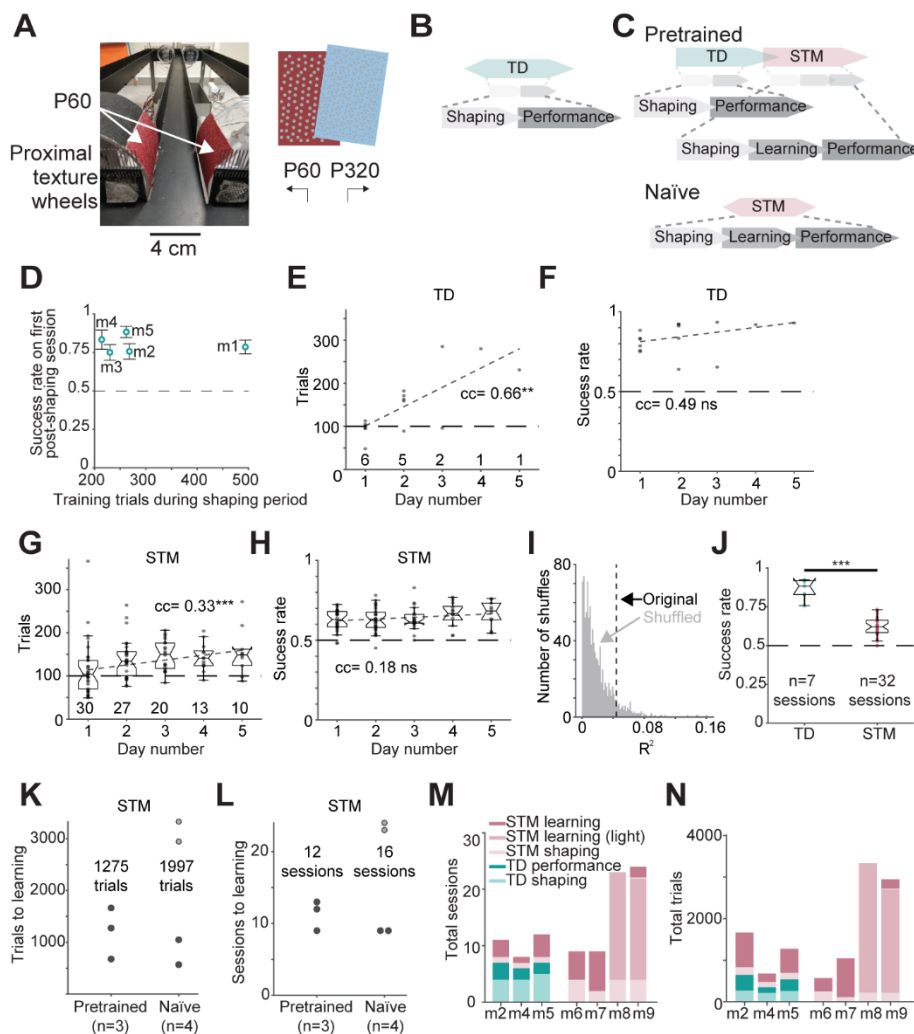 A
P60
Proximal
texture
wheels
4 cm
P60
P320
B
TD
Shaping
Performance
C
Pretrained
TD
STM
Shaping
Performance
Shaping
Learning
Performance
Naïve
STM
Shaping
Learning
Performance
D
Success rate on first
post-shaping session
1
0.75
0.5
0.25
0
m4
m5
m3
m2
m1
200
300
400
500
Training trials during shaping period
E
TD
Trials
300
200
100
0
cc= 0.66**
6
5
2
1
1
1
2
3
4
5
Day number
F
TD
Sucess rate
1
0.5
0
cc= 0.49 ns
1
2
3
4
5
Day number
G
STM
Trials
300
200
100
0
cc= 0.33***
30
27
20
13
10
1
2
3
4
5
Day number
H
STM
Sucess rate
1
0.5
0
cc= 0.18 ns
1
2
3
4
5
Day number
I
Number of shuffles
80
40
0
Original
Shuffled
0
0.08
0.16
R²
J
Success rate
1
0.75
0.5
0.25
0
***
n=7
sessions
n=32
sessions
TD
STM
K
STM
Trials to learning
3000
2000
1000
1275
trials
1997
trials
Pretrained
(n=3)
Naïve
(n=4)
L
STM
Sessions to learning
20
10
0
12
sessions
16
sessions
Pretrained
(n=3)
Naïve
(n=4)
M
STM learning
STM learning (light)
STM shaping
TD performance
TD shaping
Total sessions
30
20
10
0
m2 m4 m5 m6 m7 m8 m9
N
Total trials
4000
2000
0
m2 m4 m5 m6 m7 m8 m9